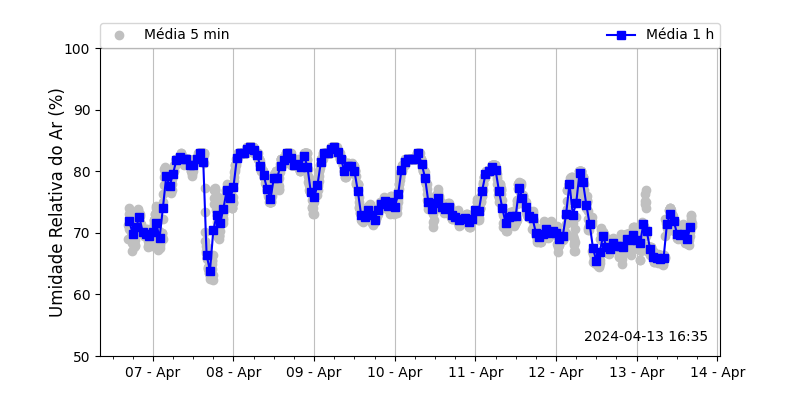 Média 5 min
Média 1 h
Umidade Relativa do Ar (%)
100
90
80
70
60
50
2024-04-13 16:35
07 - Apr
08 - Apr
09 - Apr
10 - Apr
11 - Apr
12 - Apr
13 - Apr
14 - Apr